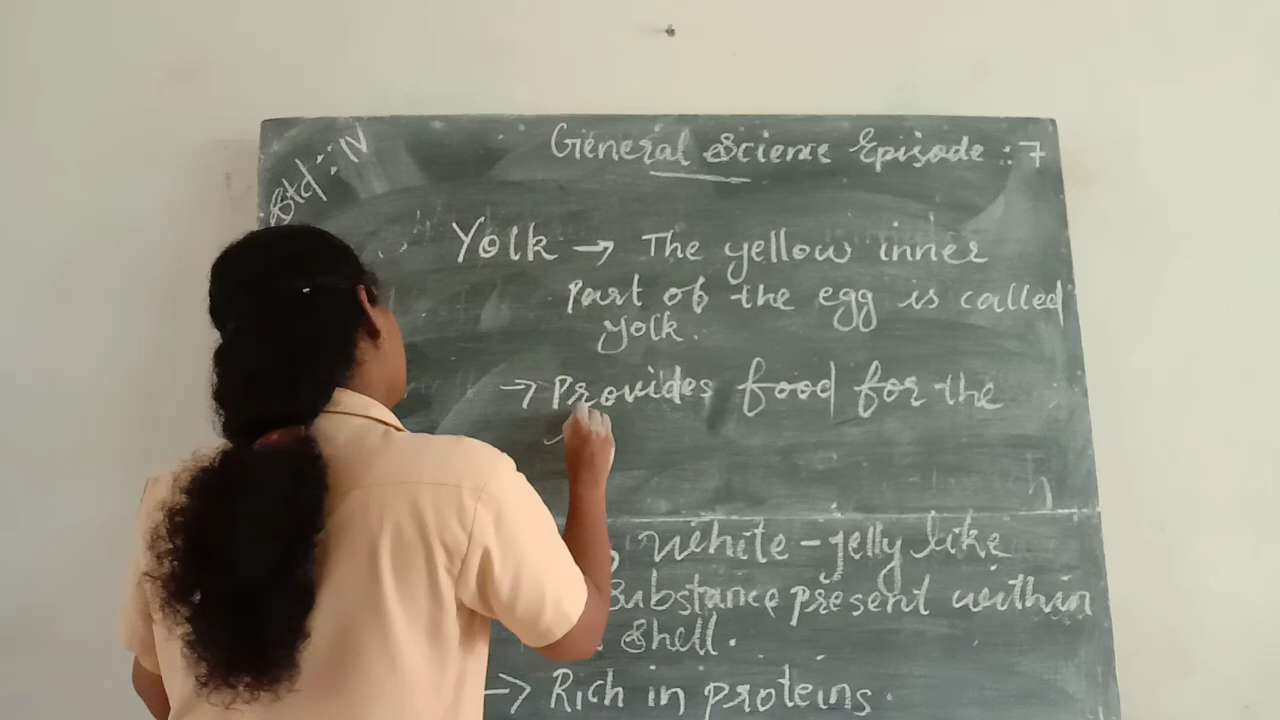 Std : IV
General Science Episode : 7
Yolk → The yellow inner
part of the egg is called
yolk.
→ Provides food for the
White - jelly like
substance present within
shell.
→ Rich in proteins.